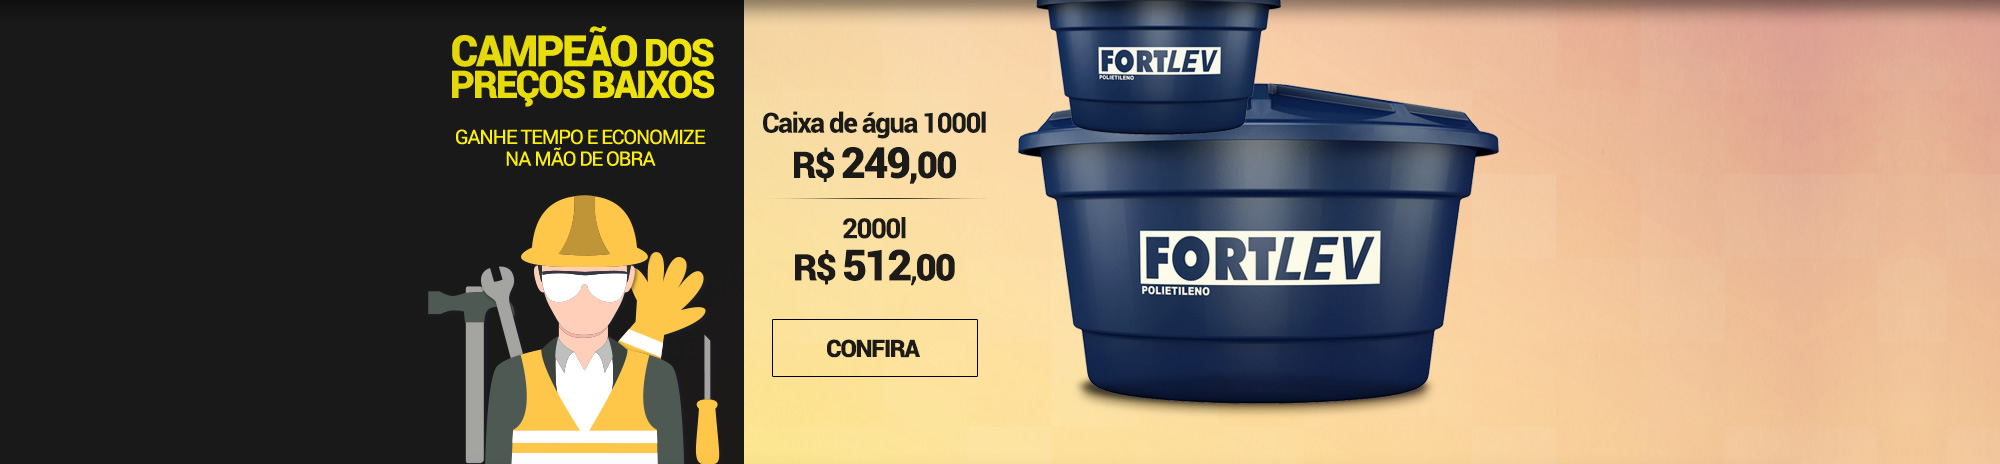 CAMPEÃO DOS
PREÇOS BAIXOS
GANHE TEMPO E ECONOMIZE
NA MÃO DE OBRA
Caixa de água 1000l
R$ 249,00
2000l
R$ 512,00
CONFIRA
FORTLEV
POLIETILENO
FORTLEV
POLIETILENO